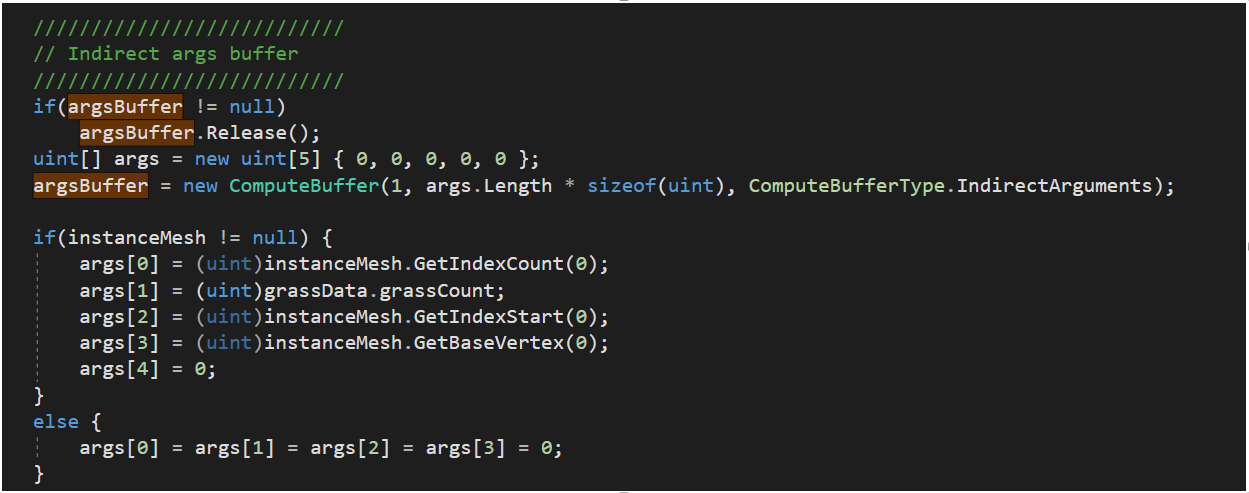 ///////////////////////////
// Indirect args buffer
///////////////////////////
if(argsBuffer != null)
    argsBuffer.Release();
uint[] args = new uint[5] { 0, 0, 0, 0, 0 };
argsBuffer = new ComputeBuffer(1, args.Length * sizeof(uint), ComputeBufferType.IndirectArguments);

if(instanceMesh != null) {
    args[0] = (uint)instanceMesh.GetIndexCount(0);
    args[1] = (uint)grassData.grassCount;
    args[2] = (uint)instanceMesh.GetIndexStart(0);
    args[3] = (uint)instanceMesh.GetBaseVertex(0);
    args[4] = 0;
}
else {
    args[0] = args[1] = args[2] = args[3] = 0;
}